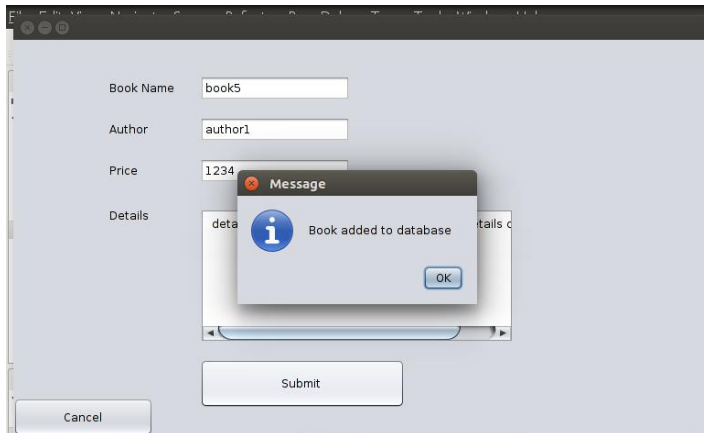 Book Name
book5
Author
author1
Price
1234
Message
Details
Book added to database
OK
Submit
Cancel